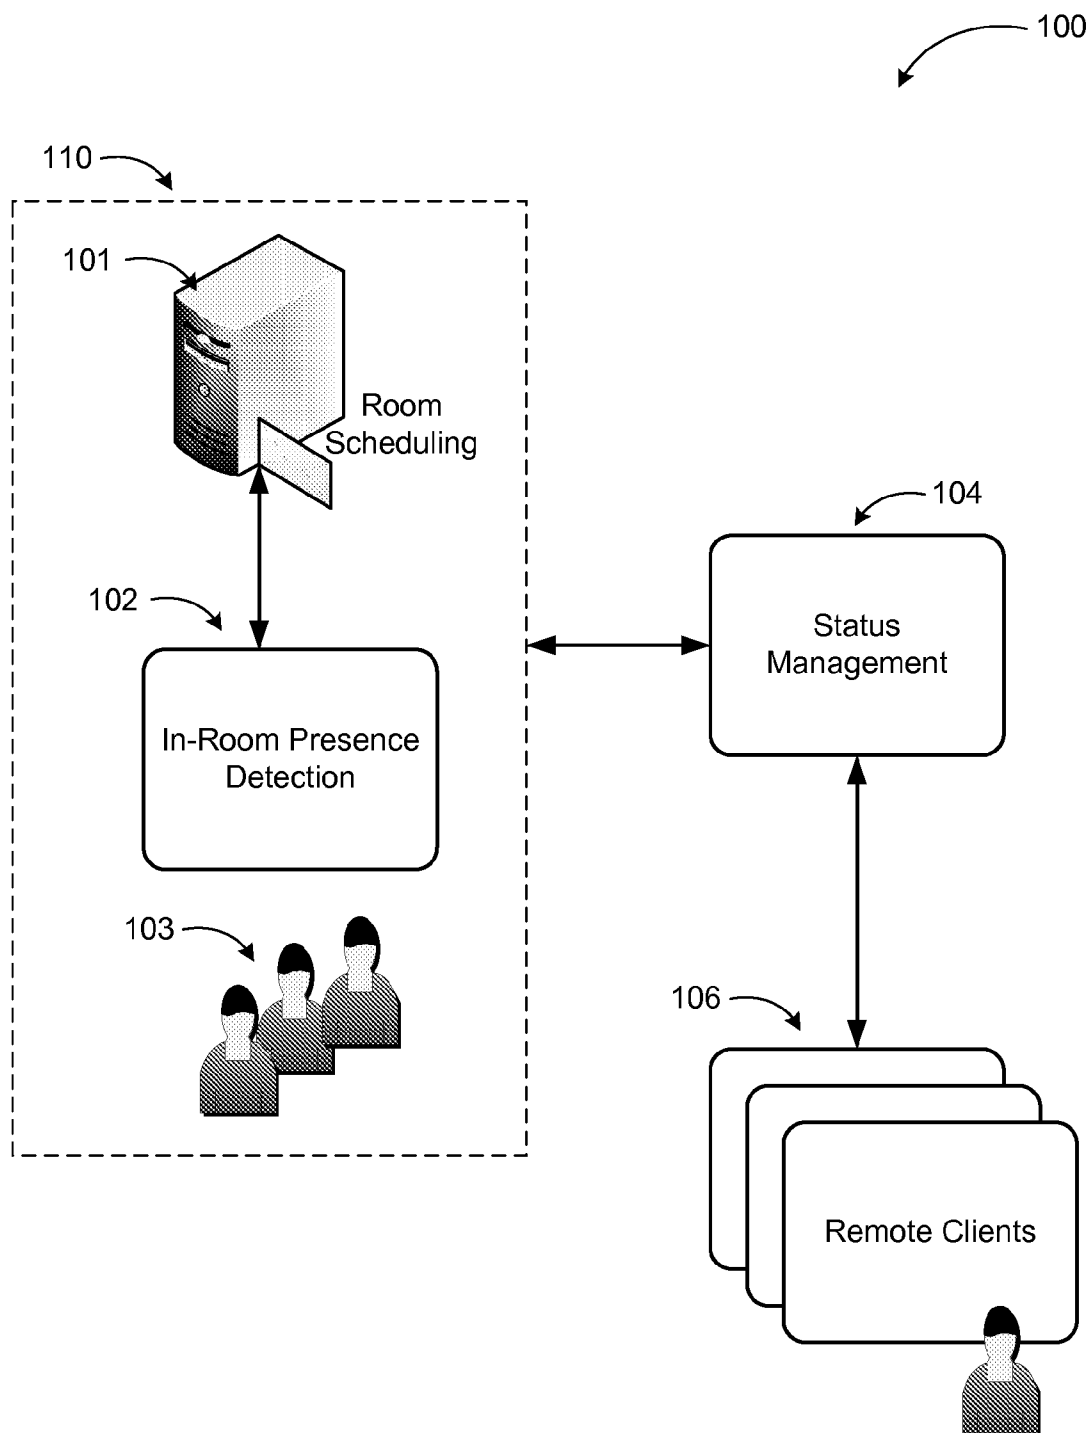 100
110
101
Room
Scheduling
104
102
Status
Management
In-Room Presence
Detection
103
106
Remote Clients